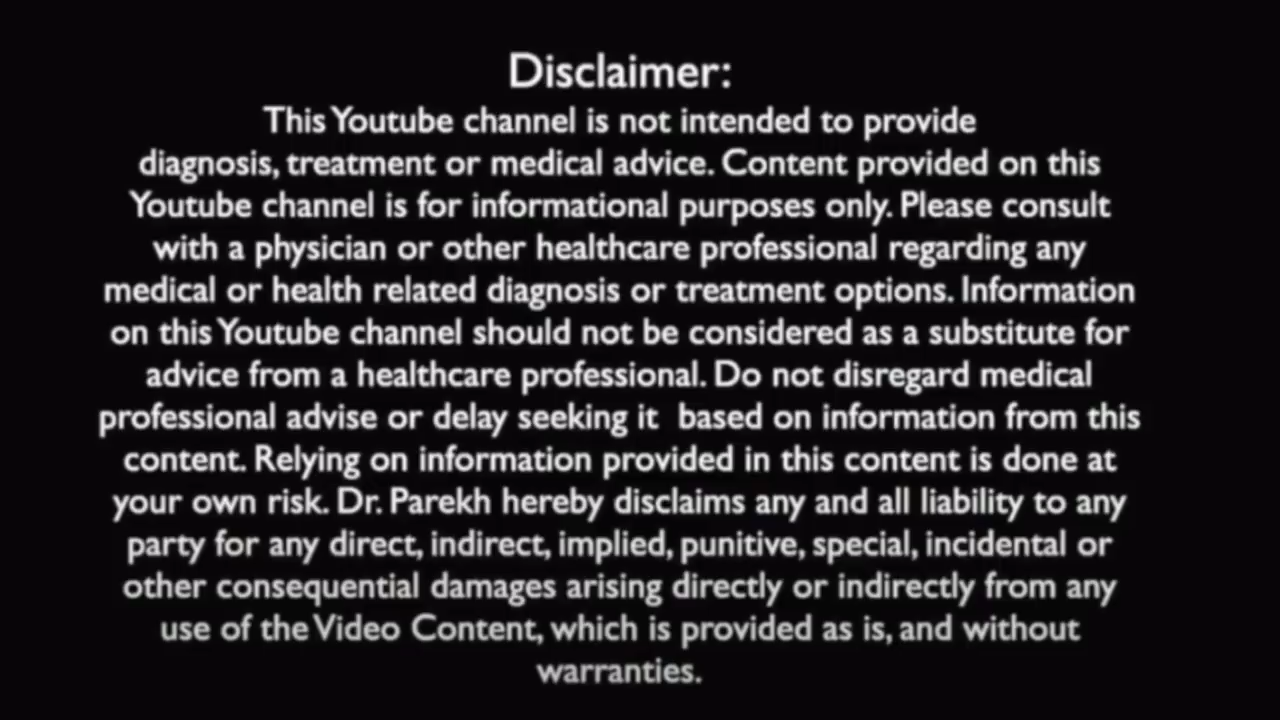 Disclaimer:
This Youtube channel is not intended to provide
diagnosis, treatment or medical advice. Content provided on this
Youtube channel is for informational purposes only. Please consult
with a physician or other healthcare professional regarding any
medical or health related diagnosis or treatment options. Information
on this Youtube channel should not be considered as a substitute for
advice from a healthcare professional. Do not disregard medical
professional advise or delay seeking it  based on information from this
content. Relying on information provided in this content is done at
your own risk. Dr. Parekh hereby disclaims any and all liability to any
party for any direct, indirect, implied, punitive, special, incidental or
other consequential damages arising directly or indirectly from any
use of the Video Content, which is provided as is, and without
warranties.